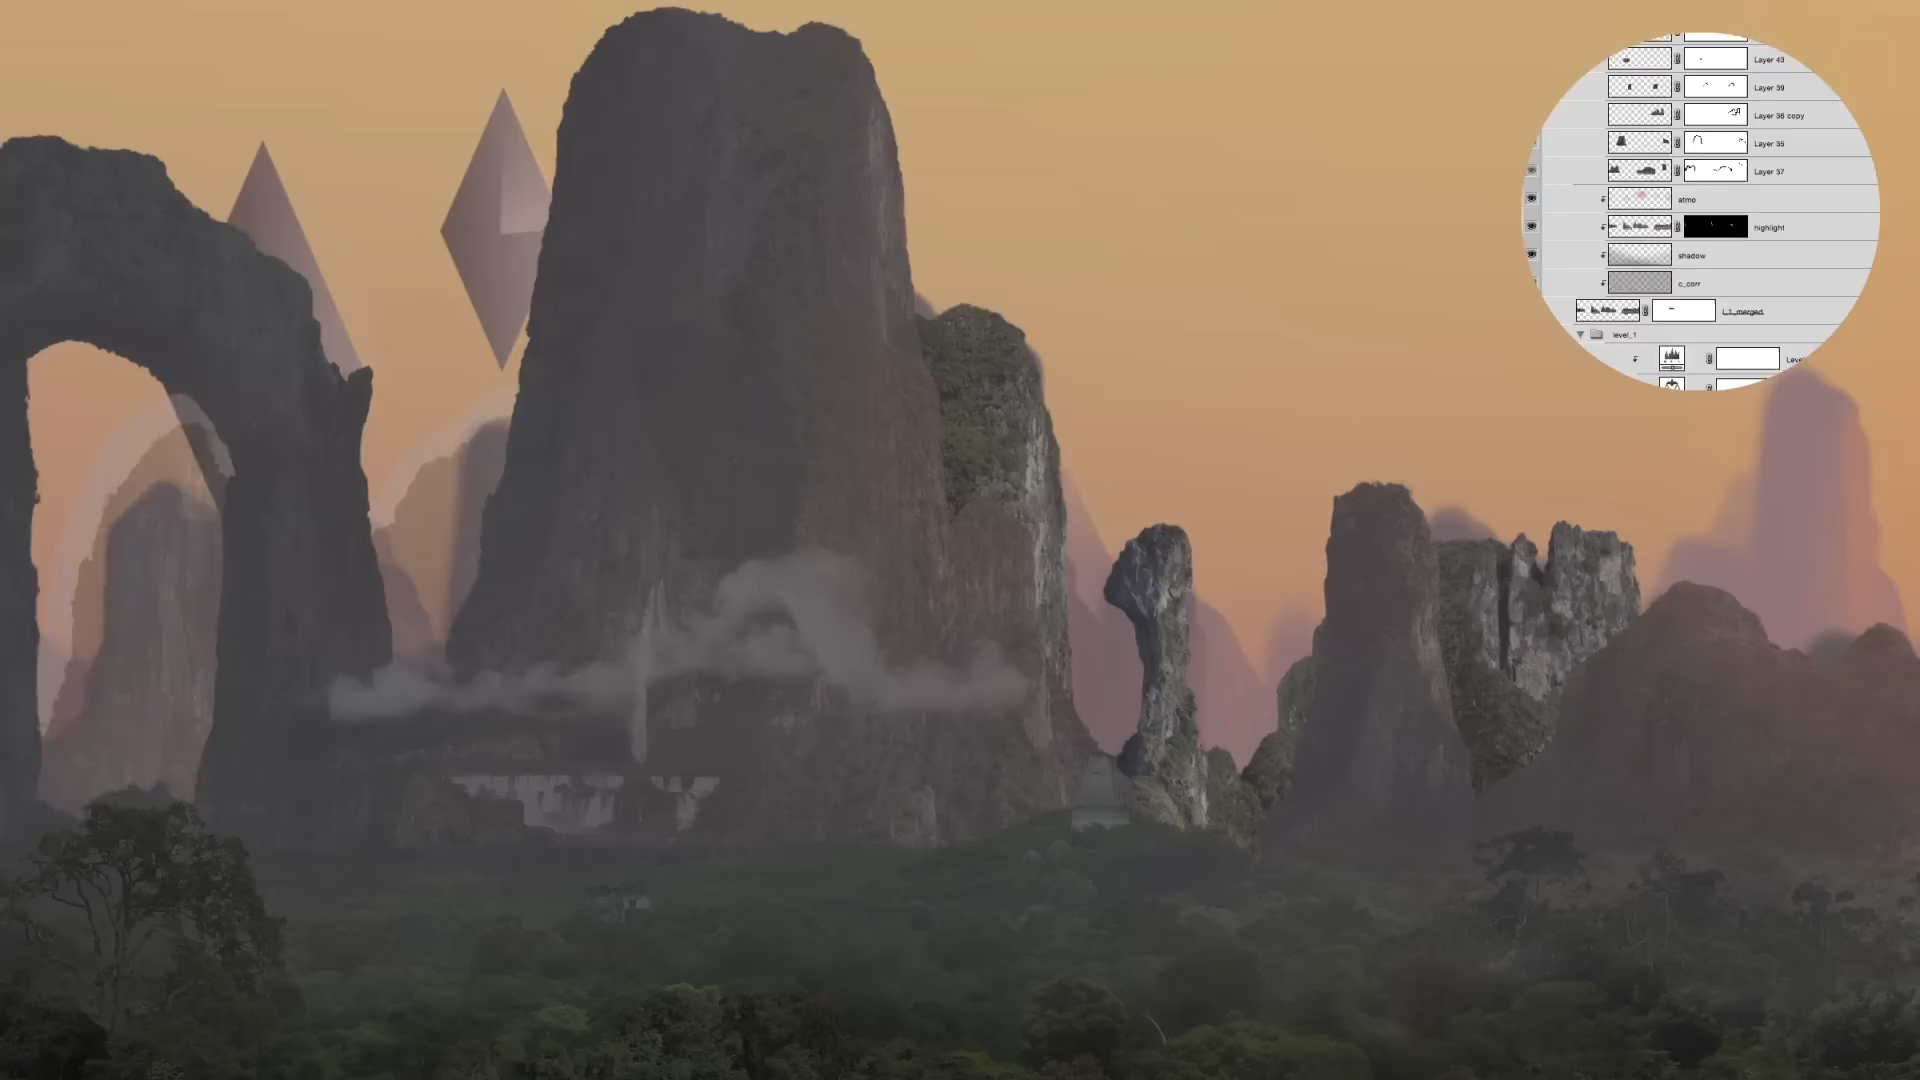 Layer 43
Layer 39
Layer 36 copy
Layer 35
Layer 37
atmo
highlight
shadow
c_corr
L1_merged
level_1